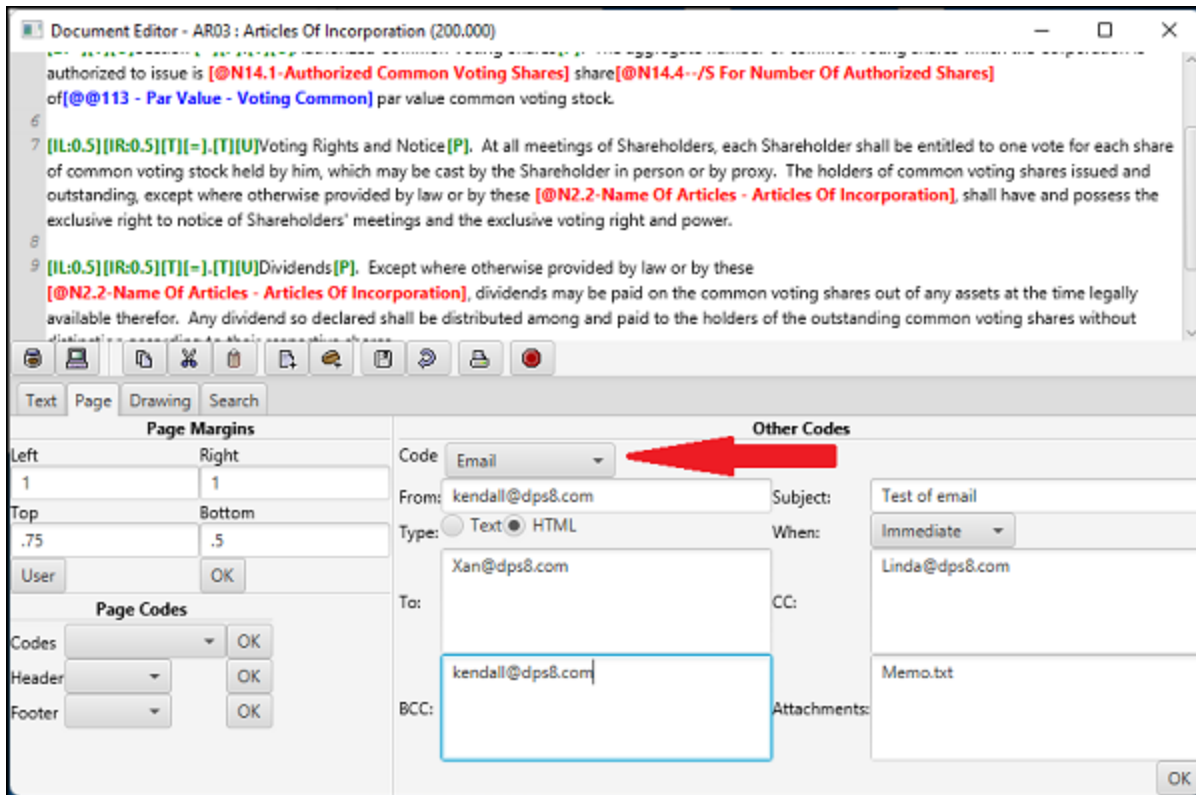 Document Editor - AR03 : Articles Of Incorporation (200.000)
authorized to issue is [@N14.1-Authorized Common Voting Shares] share[@N14.4--/S For Number Of Authorized Shares]
of[@@113 - Par Value - Voting Common] par value common voting stock.
6
7 [IL:0.5][IR:0.5][T][=].[T][U]Voting Rights and Notice[P].  At all meetings of Shareholders, each Shareholder shall be entitled to one vote for each share
of common voting stock held by him, which may be cast by the Shareholder in person or by proxy.  The holders of common voting shares issued and
outstanding, except where otherwise provided by law or by these [@N2.2-Name Of Articles - Articles Of Incorporation], shall have and possess the
exclusive right to notice of Shareholders' meetings and the exclusive voting right and power.
8
9 [IL:0.5][IR:0.5][T][=].[T][U]Dividends[P].  Except where otherwise provided by law or by these
[@N2.2-Name Of Articles - Articles Of Incorporation], dividends may be paid on the common voting shares out of any assets at the time legally
available therefor.  Any dividend so declared shall be distributed among and paid to the holders of the outstanding common voting shares without
Text Page Drawing Search
Page Margins
Left Right
1 1
Top Bottom
.75 .5
User OK
Page Codes
Codes OK
Header OK
Footer OK
Other Codes
Code Email
From: kendall@dps8.com Subject: Test of email
Type: Text HTML When: Immediate
To: Xan@dps8.com CC: Linda@dps8.com
BCC: kendall@dps8.com Attachments: Memo.txt
OK